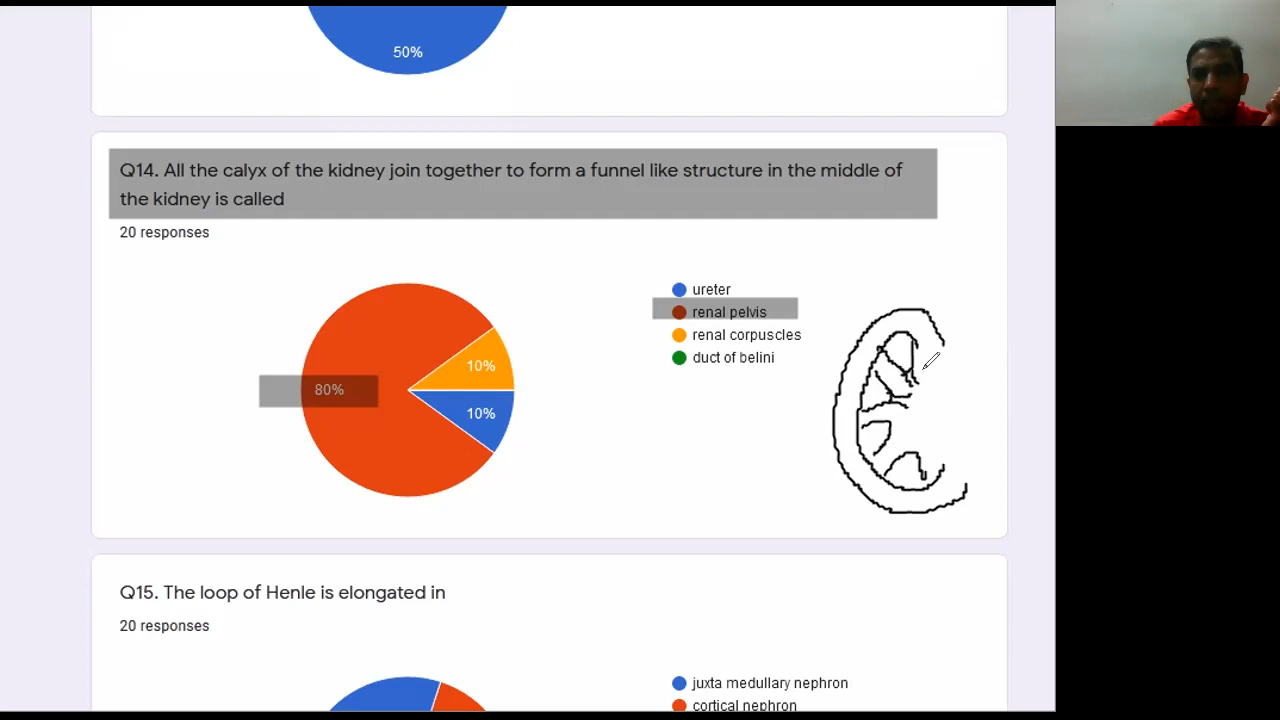 50%
Q14. All the calyx of the kidney join together to form a funnel like structure in the middle of
the kidney is called
20 responses
ureter
renal pelvis
renal corpuscles
duct of belini
10%
80%
10%
Q15. The loop of Henle is elongated in
20 responses
juxta medullary nephron
cortical nephron